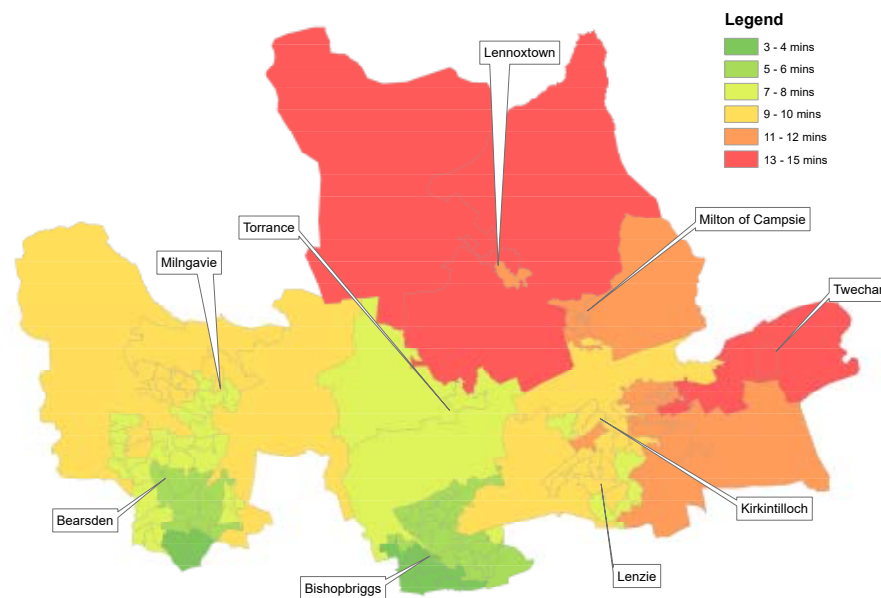 Legend
3 - 4 mins
5 - 6 mins
7 - 8 mins
9 - 10 mins
11 - 12 mins
13 - 15 mins
Lennoxtown
Milton of Campsie
Torrance
Milngavie
Twechar
Bearsden
Kirkintilloch
Lenzie
Bishopbriggs